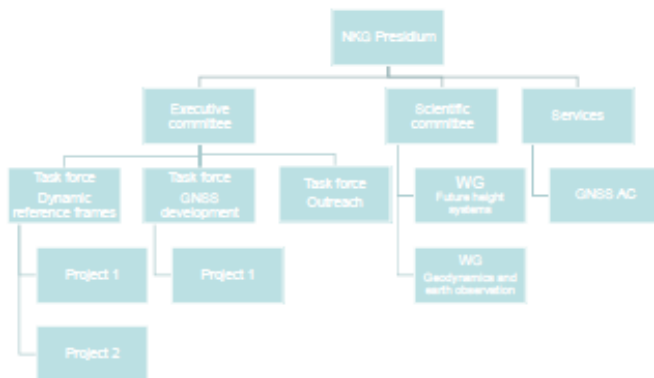 NKG Presidium
Executive
committee
Scientific
committee
Services
Task force
Dynamic
reference frames
Task force
GNSS
development
Task force
Outreach
WG
Future height
systems
GNSS AC
Project 1
Project 1
WG
Geodynamics and
earth observation
Project 2